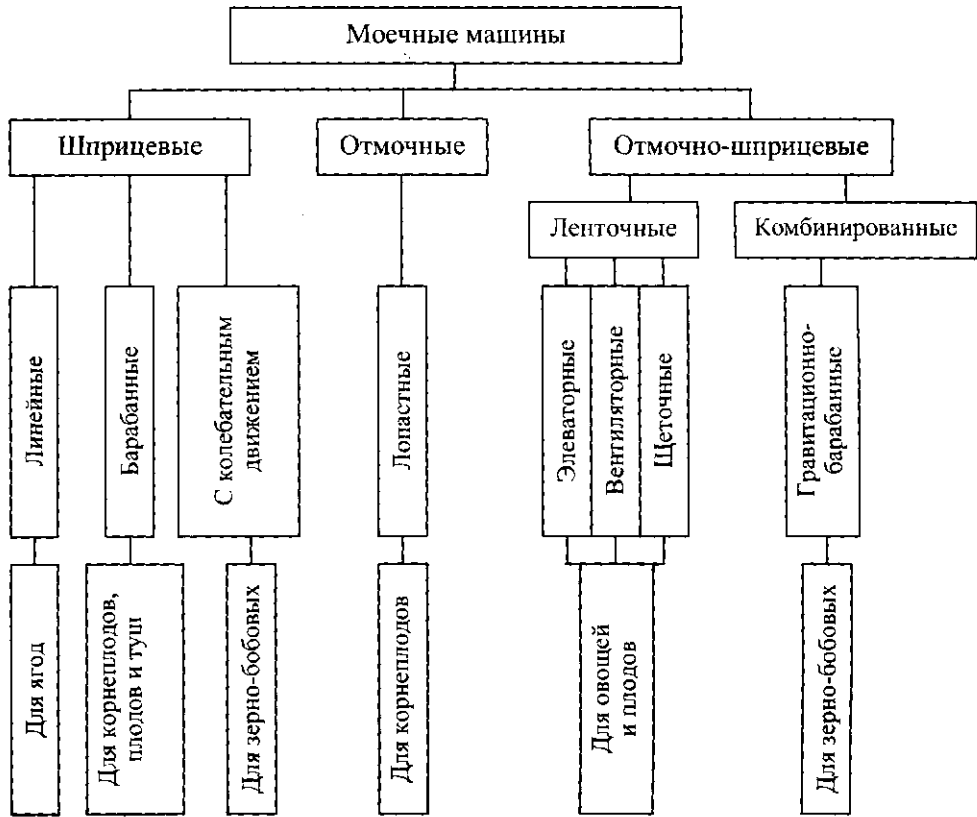 Моечные машины
Шприцевые
Отмочные
Отмочно-шприцевые
Ленточные
Комбинированные
Линейные
Барабанные
С колебательным
движением
Лопастные
Элеваторные
Вентиляторные
Щеточные
Гравитационно-
барабанные
Для ягод
Для корнеплодов,
плодов и туш
Для зерно-бобовых
Для корнеплодов
Для овощей
и плодов
Для зерно-бобовых